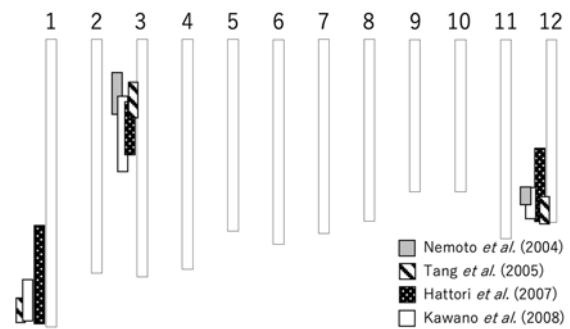 1 2 3 4 5 6 7 8 9 10 11 12
Nemoto et al. (2004)
Tang et al. (2005)
Hattori et al. (2007)
Kawano et al. (2008)